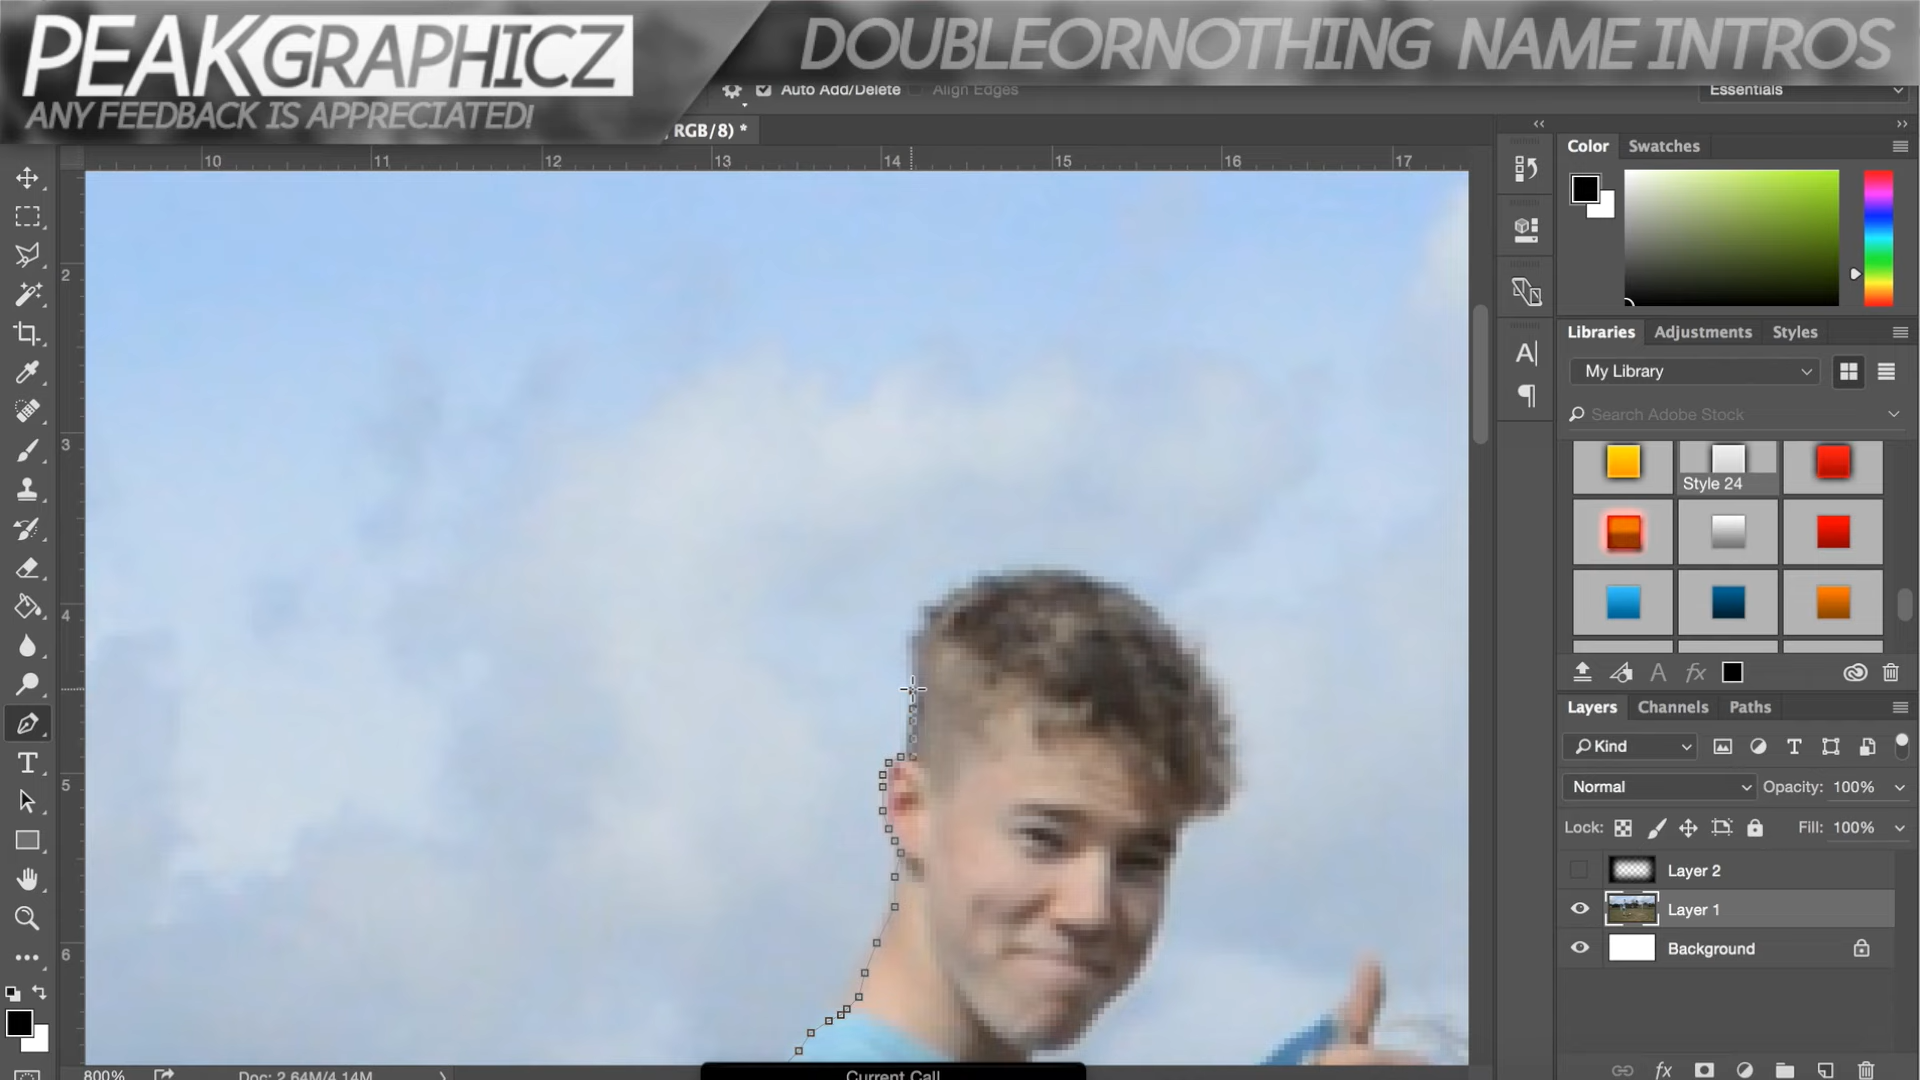 PEAKGRAPHICZ
ANY FEEDBACK IS APPRECIATED!
DOUBLEORNOTHING NAME INTROS
Auto Add/Delete
Align Edges
Essentials
RGB/8) *
10 11 12 13 14 15 16 17
2
3
4
5
6
Color Swatches
Libraries Adjustments Styles
My Library
Search Adobe Stock
Style 24
Layers Channels Paths
Kind
Normal Opacity: 100%
Lock: Fill: 100%
Layer 2
Layer 1
Background
800% Doc: 2.64M/4.14M
Current Call